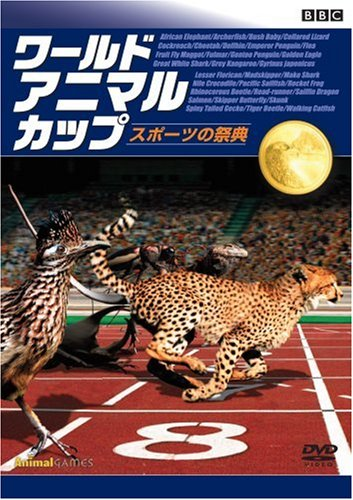 BBC
African Elephant/Archerfish/Bush Baby/Collared Lizard
Cockroach/Cheetah/Dolphin/Emperor Penguin/Flea
Fruit Fly Maggot/Fulmar/Gentoo Penguin/Golden Eagle
Great White Shark/Grey Kangaroo/Gyrinus Japonicus
Lesser Florican/Mudskipper/Mako Shark
Nile Crocodile/Pacific Sailfish/Rocket Frog
Rhinocerous Beetle/Road-runner/Sailfin Dragon
Salmon/Skipper Butterfly/Skunk
Spiny Tailed Gecko/Tiger Beetle/Walking Catfish
ワールド
アニマル
カップ
スポーツの祭典
8
AnimalGAMES
DVD
VIDEO